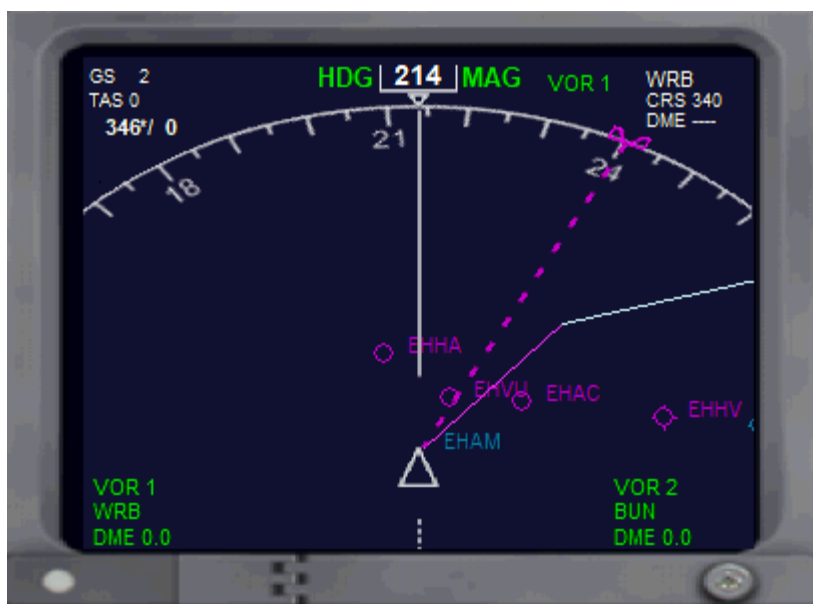 GS 2
TAS 0
346°/ 0
HDG 214 MAG
VOR 1
WRB
CRS 340
DME ----
18
21
24
EHHA
EHVH
EHAC
EHHV
EHAM
VOR 1
WRB
DME 0.0
VOR 2
BUN
DME 0.0